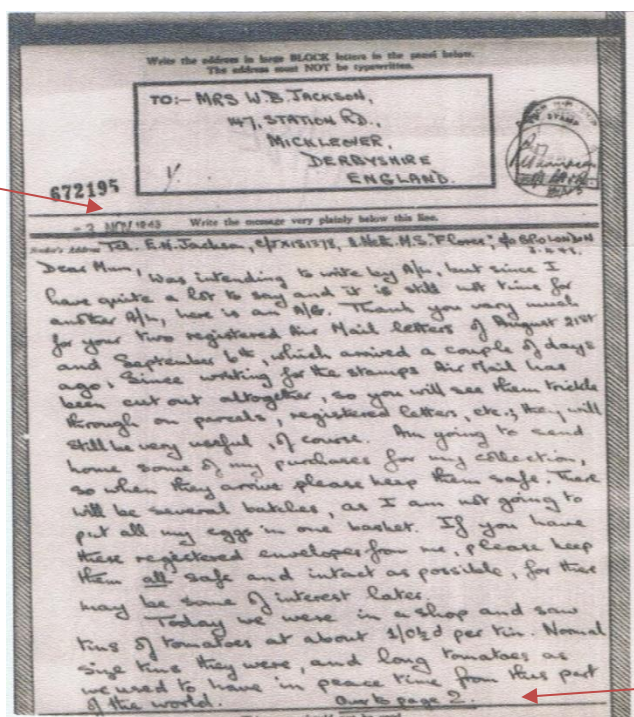 Write the address in large BLOCK letters in the panel below.
The address must NOT be typewritten.
TO:- MRS W.B. JACKSON,
147, STATION RD.,
MICKLEOVER,
DERBYSHIRE
ENGLAND.
672195
-2 NOV 1943 Write the message very plainly below this line.
Sender's Address Tel. E.H. Jackson, H.M.S. "Flores", c/o GPO LONDON
Dear Mum, Was intending to write by A/L, but since I
have quite a lot to say and it is still not time for
another A/L, here is an A/G. Thank you very much
for your two registered Air Mail letters of August 21st
and September 6th, which arrived a couple of days
ago. Since writing for the stamps Air Mail has
been cut out altogether, so you will see them trickle
through on parcels, registered letters, etc.; they will
still be very useful, of course. Am going to send
home some of my purchases for my collection,
so when they arrive please keep them safe. There
will be several batches, as I am not going to
put all my eggs in one basket. If you have
these registered envelopes from me, please keep
them all safe and intact as possible, for there
may be some of interest later.
Today we were in a shop and saw
tins of tomatoes at about 1/0½d per tin. Normal
size tins they were, and long tomatoes as
we used to have in peace time from this part
of the world. Over to page 2.